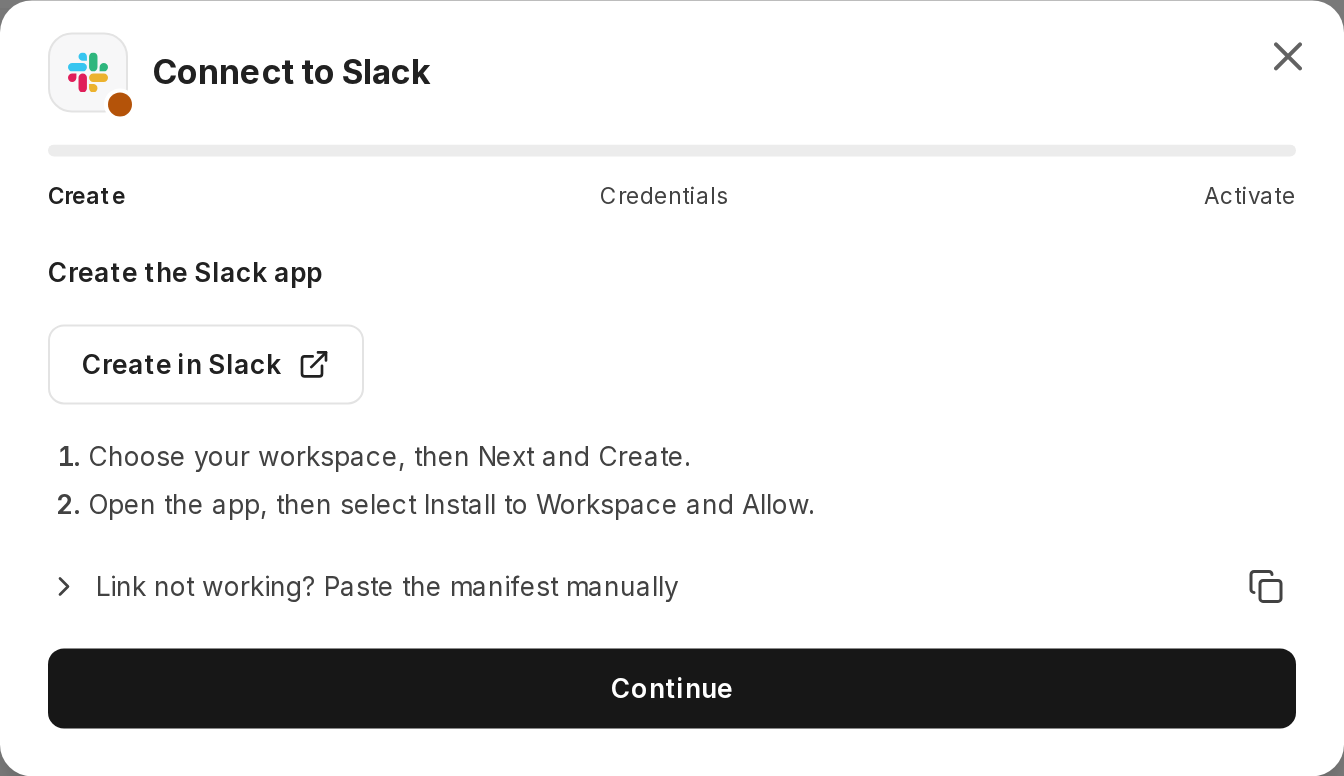 Connect to Slack
Create
Credentials
Activate
Create the Slack app
Create in Slack
1. Choose your workspace, then Next and Create.
2. Open the app, then select Install to Workspace and Allow.
Link not working? Paste the manifest manually
Continue